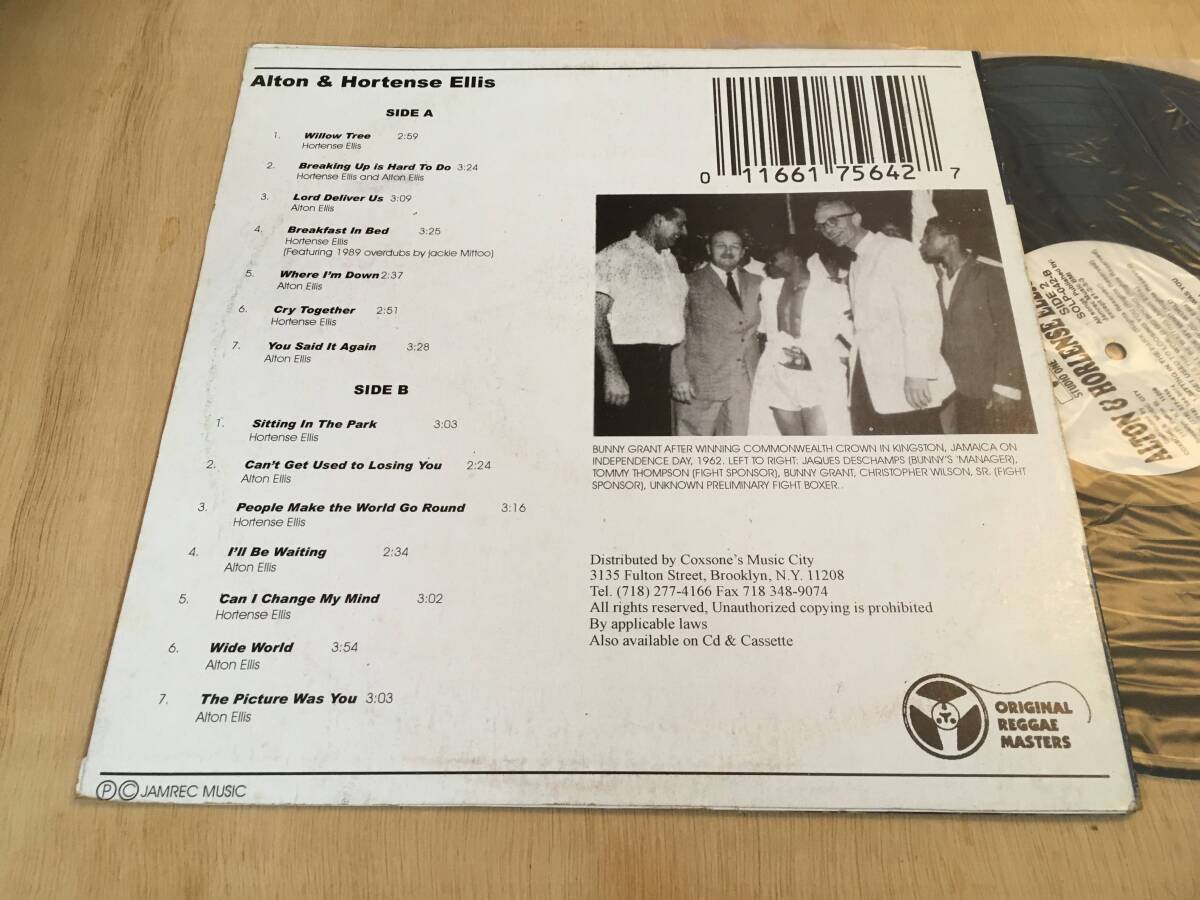 Alton & Hortense Ellis
SIDE A
1. Willow Tree 2:59
Hortense Ellis
2. Breaking Up is Hard To Do 3:24
Hortense Ellis and Alton Ellis
3. Lord Deliver Us 3:09
Alton Ellis
4. Breakfast In Bed 3:25
Hortense Ellis
(Featuring 1989 overdubs by jackie Mittoo)
5. Where I'm Down 2:37
Alton Ellis
6. Cry Together 2:51
Hortense Ellis
7. You Said It Again 3:28
Alton Ellis
SIDE B
1. Sitting In The Park 3:03
Hortense Ellis
2. Can't Get Used to Losing You 2:24
Alton Ellis
3. People Make the World Go Round 3:16
Hortense Ellis
4. I'll Be Waiting 2:34
Alton Ellis
5. Can I Change My Mind 3:02
Hortense Ellis
6. Wide World 3:54
Alton Ellis
7. The Picture Was You 3:03
Alton Ellis
Ⓟ©JAMREC MUSIC
0 11661 75642 7
BUNNY GRANT AFTER WINNING COMMONWEALTH CROWN IN KINGSTON, JAMAICA ON
INDEPENDENCE DAY, 1962. LEFT TO RIGHT: JAQUES DESCHAMPS (BUNNY'S 'MANAGER),
TOMMY THOMPSON (FIGHT SPONSOR), BUNNY GRANT, CHRISTOPHER WILSON, SR. (FIGHT
SPONSOR), UNKNOWN PRELIMINARY FIGHT BOXER..
Distributed by Coxsone's Music City
3135 Fulton Street, Brooklyn, N.Y. 11208
Tel. (718) 277-4166 Fax 718 348-9074
All rights reserved, Unauthorized copying is prohibited
By applicable laws
Also available on Cd & Cassette
ORIGINAL
REGGAE
MASTERS
STUDIO ONE
SIDE 2
SOLP-042-B
ALTON & HORTENSE